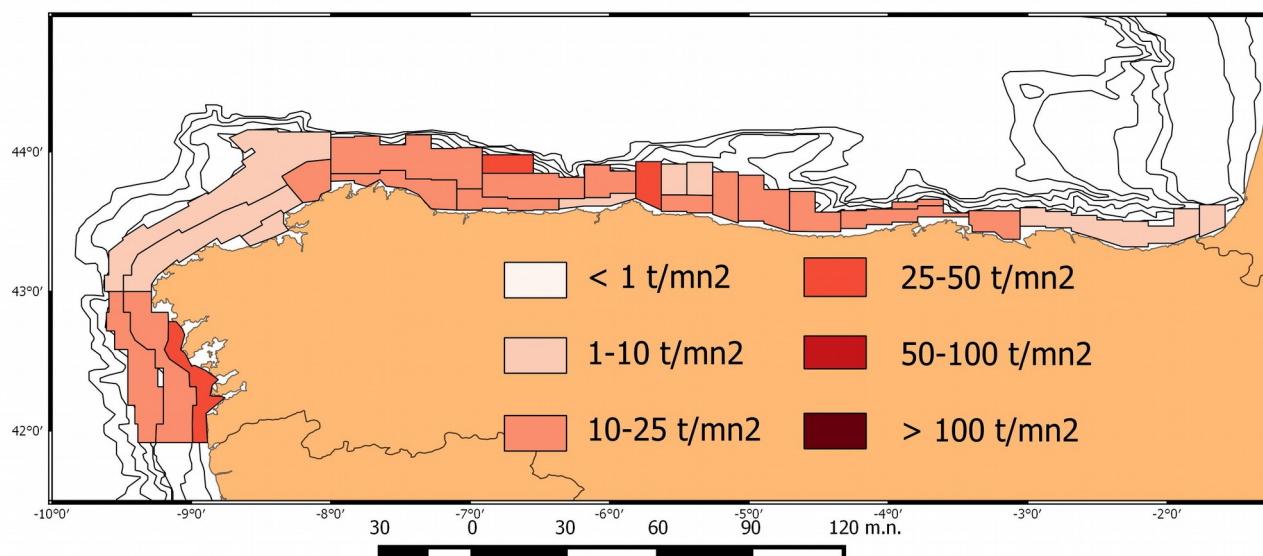 44°0'
43°0'
42°0'
< 1 t/mn2
25-50 t/mn2
1-10 t/mn2
50-100 t/mn2
10-25 t/mn2
> 100 t/mn2
-10°0' -9°0' -8°0' -7°0' -6°0' -5°0' -4°0' -3°0' -2°0'
30 0 30 60 90 120 m.n.